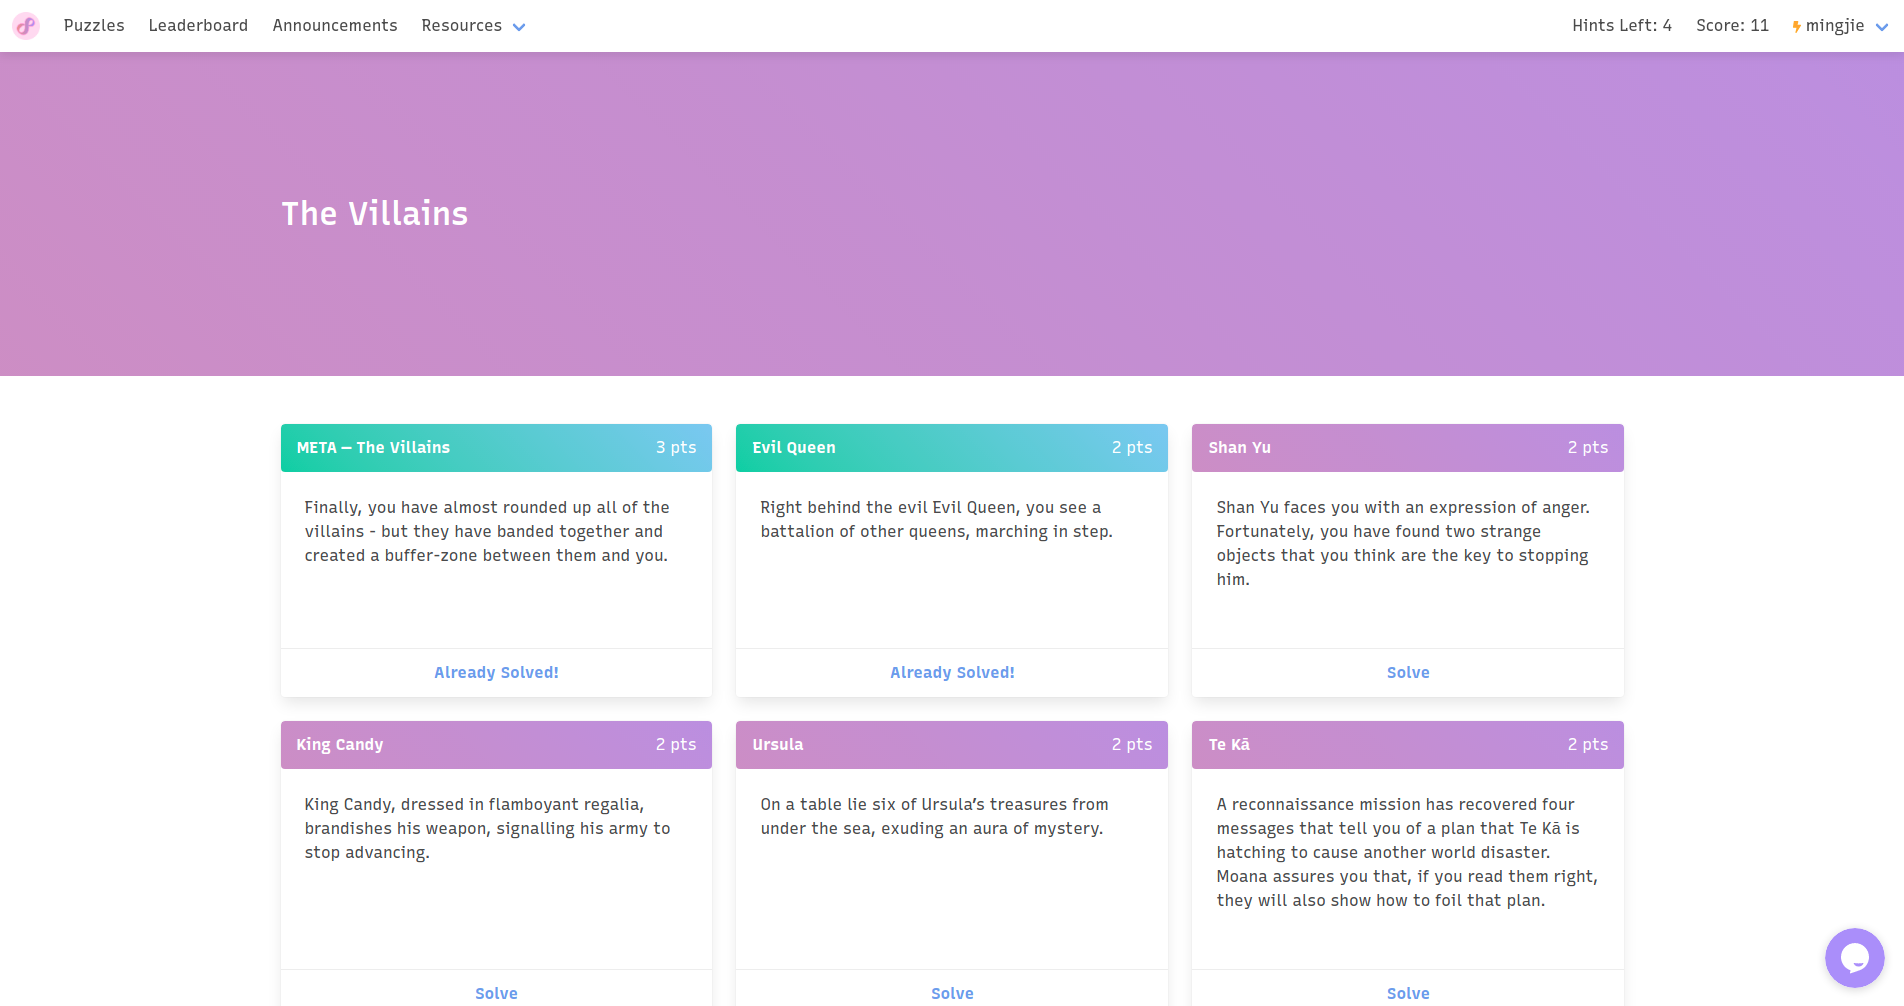 Puzzles Leaderboard Announcements Resources Hints Left: 4 Score: 11 mingjie
The Villains
META – The Villains 3 pts
Finally, you have almost rounded up all of the
villains - but they have banded together and
created a buffer-zone between them and you.
Already Solved!
Evil Queen 2 pts
Right behind the evil Evil Queen, you see a
battalion of other queens, marching in step.
Already Solved!
Shan Yu 2 pts
Shan Yu faces you with an expression of anger.
Fortunately, you have found two strange
objects that you think are the key to stopping
him.
Solve
King Candy 2 pts
King Candy, dressed in flamboyant regalia,
brandishes his weapon, signalling his army to
stop advancing.
Solve
Ursula 2 pts
On a table lie six of Ursula’s treasures from
under the sea, exuding an aura of mystery.
Solve
Te Kā 2 pts
A reconnaissance mission has recovered four
messages that tell you of a plan that Te Kā is
hatching to cause another world disaster.
Moana assures you that, if you read them right,
they will also show how to foil that plan.
Solve